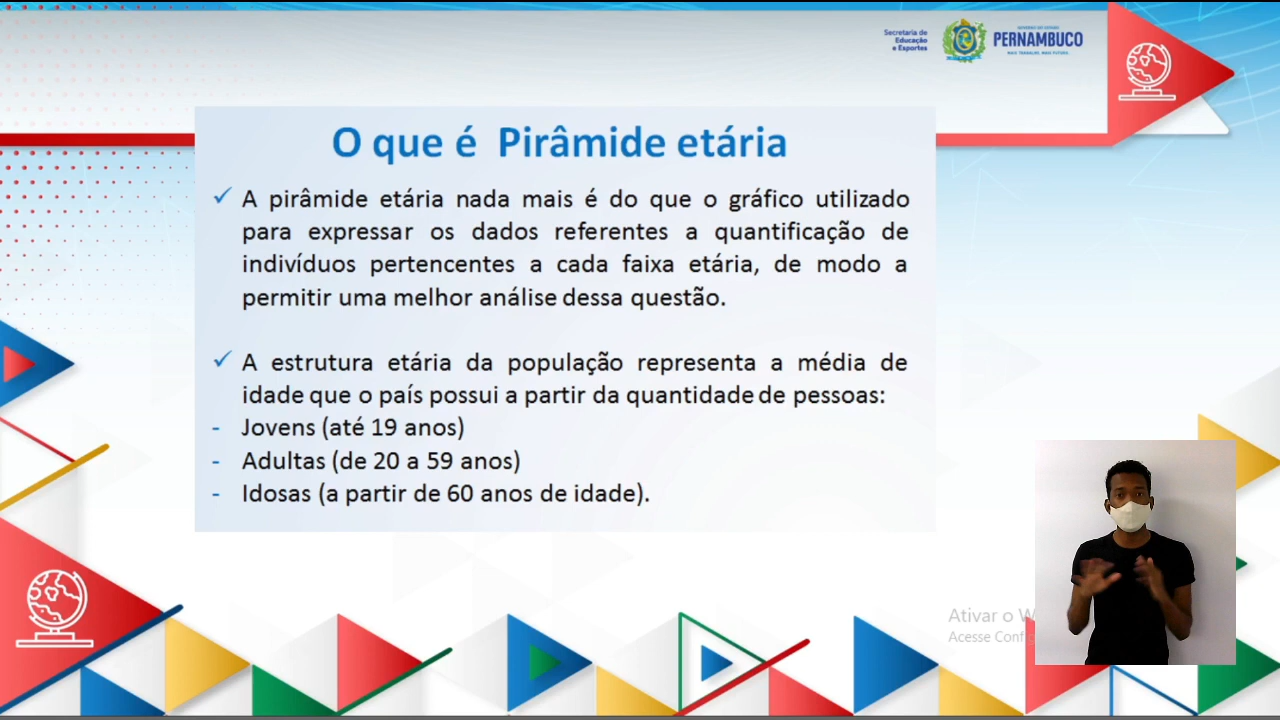 Secretaria de
Educação
e Esportes
GOVERNO DO ESTADO
PERNAMBUCO
MAIS TRABALHO, MAIS FUTURO
O que é Pirâmide etária
✓ A pirâmide etária nada mais é do que o gráfico utilizado
para expressar os dados referentes a quantificação de
indivíduos pertencentes a cada faixa etária, de modo a
permitir uma melhor análise dessa questão.
✓ A estrutura etária da população representa a média de
idade que o país possui a partir da quantidade de pessoas:
- Jovens (até 19 anos)
- Adultas (de 20 a 59 anos)
- Idosas (a partir de 60 anos de idade).
Ativar o W
Acesse Config